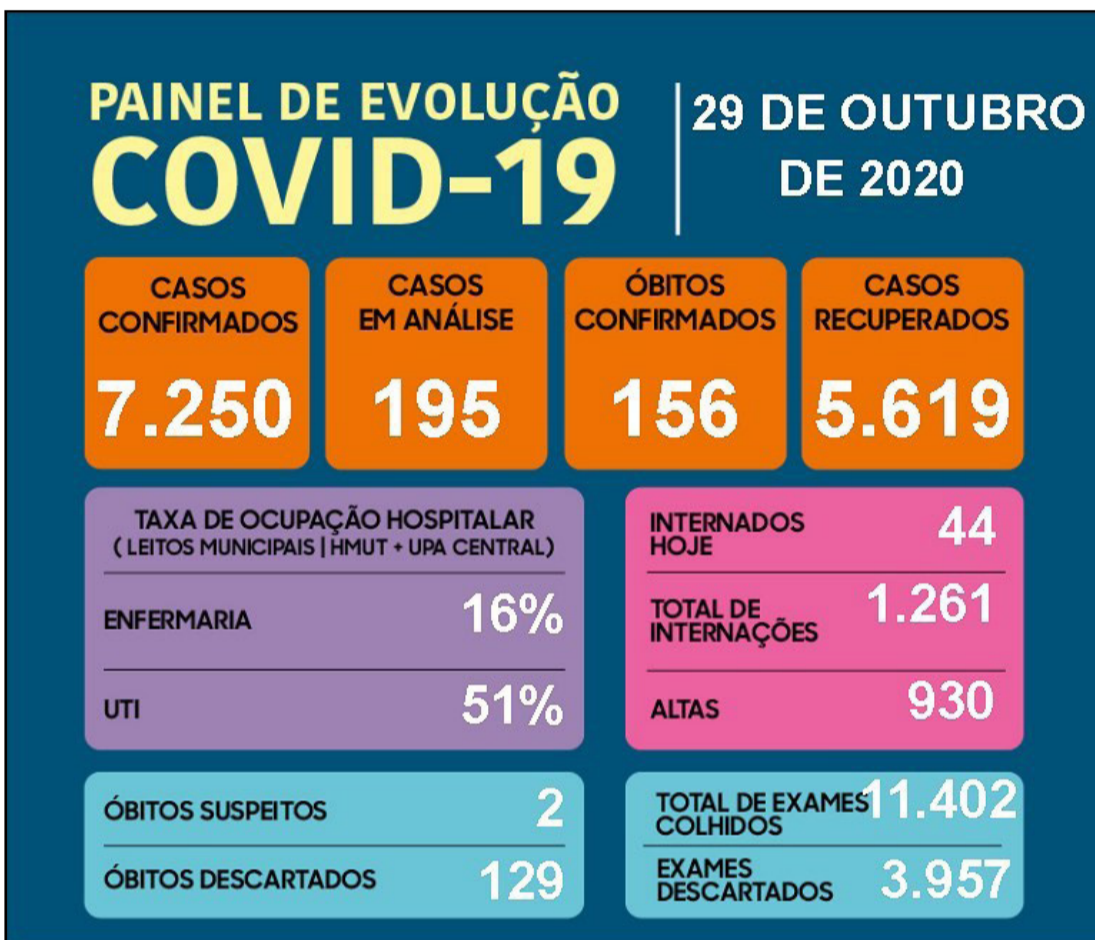 PAINEL DE EVOLUÇÃO
COVID-19
29 DE OUTUBRO
DE 2020
CASOS
CONFIRMADOS
7.250
CASOS
EM ANÁLISE
195
ÓBITOS
CONFIRMADOS
156
CASOS
RECUPERADOS
5.619
TAXA DE OCUPAÇÃO HOSPITALAR
( LEITOS MUNICIPAIS | HMUT + UPA CENTRAL)
ENFERMARIA 16%
UTI 51%
INTERNADOS
HOJE
44
TOTAL DE
INTERNAÇÕES
1.261
ALTAS 930
ÓBITOS SUSPEITOS 2
ÓBITOS DESCARTADOS 129
TOTAL DE EXAMES
COLHIDOS
11.402
EXAMES
DESCARTADOS
3.957